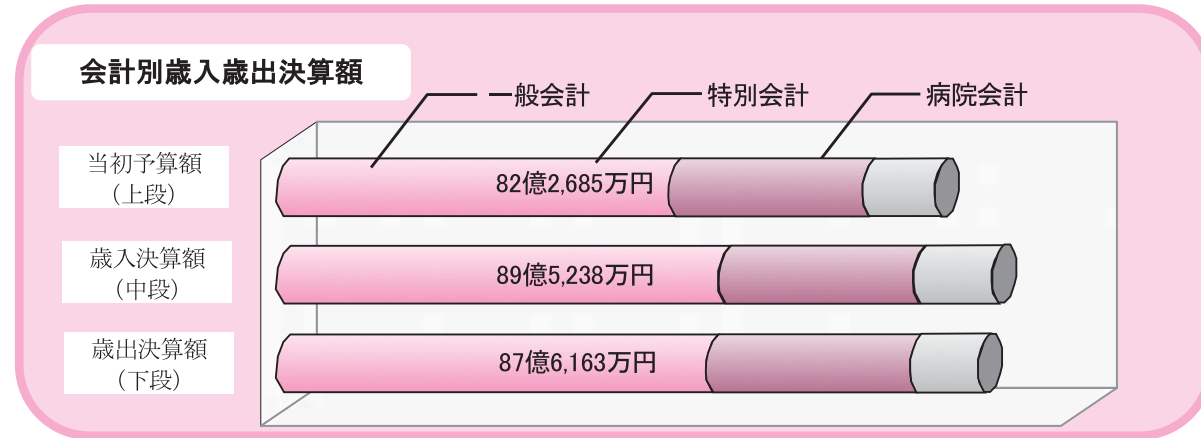 会計別歳入歳出決算額
一般会計
特別会計
病院会計
当初予算額
（上段）
82億2,685万円
歳入決算額
（中段）
89億5,238万円
歳出決算額
（下段）
87億6,163万円